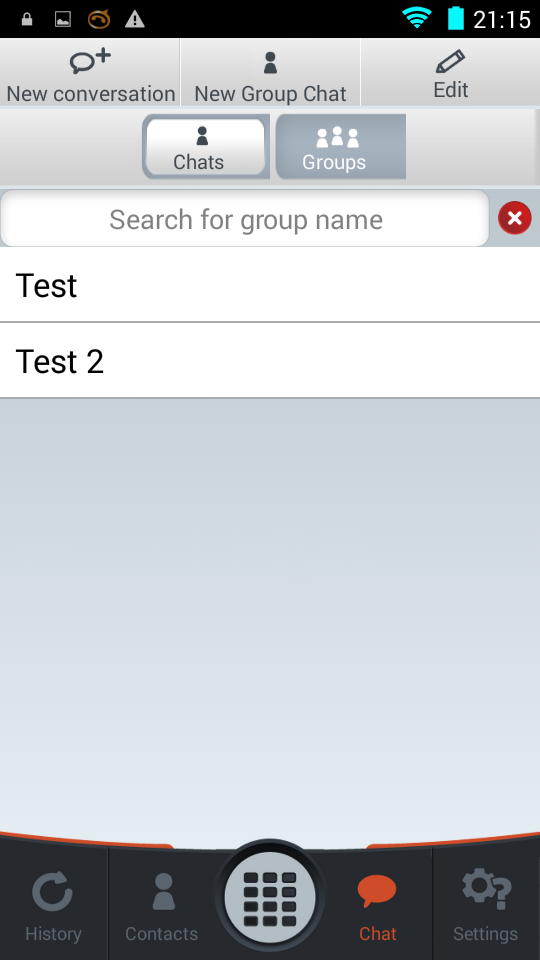 21:15
New conversation
New Group Chat
Edit
Chats
Groups
Search for group name
Test
Test 2
History
Contacts
Chat
Settings